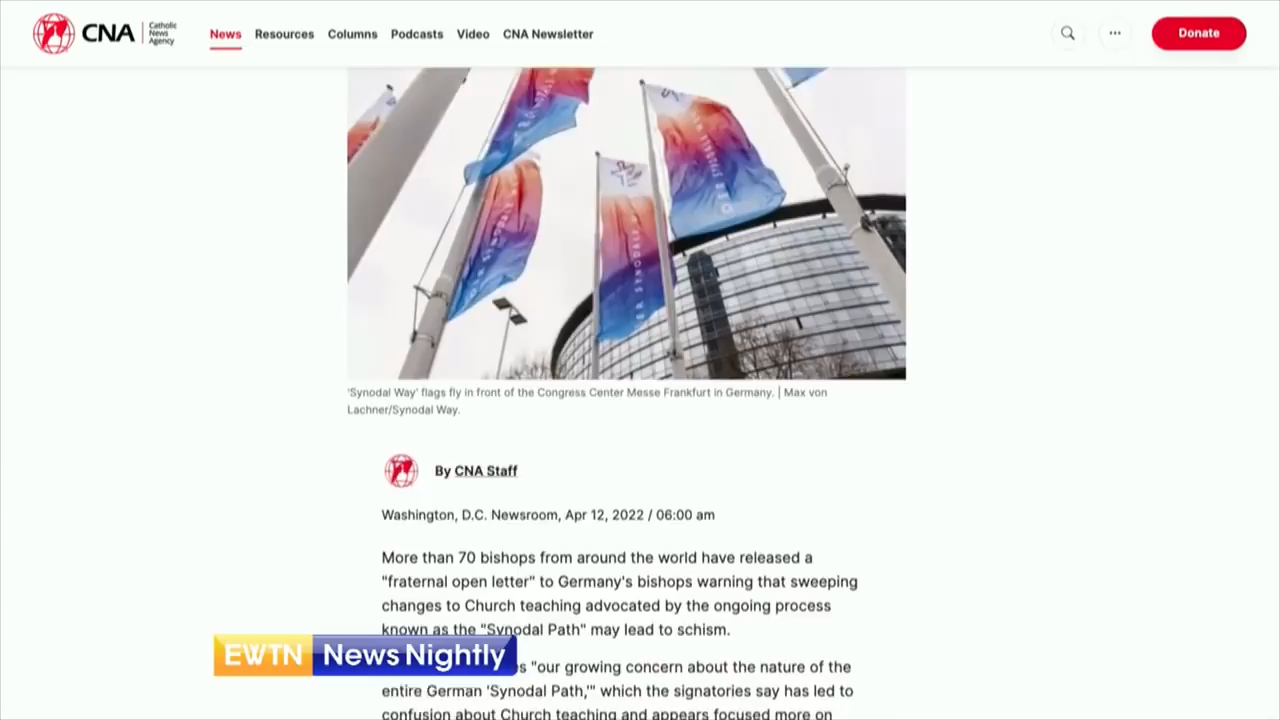 CNA
Catholic
News
Agency
News Resources Columns Podcasts Video CNA Newsletter
Donate
'Synodal Way' flags fly in front of the Congress Center Messe Frankfurt in Germany. | Max von
Lachner/Synodal Way.
By CNA Staff
Washington, D.C. Newsroom, Apr 12, 2022 / 06:00 am
More than 70 bishops from around the world have released a
"fraternal open letter" to Germany's bishops warning that sweeping
changes to Church teaching advocated by the ongoing process
known as the "Synodal Path" may lead to schism.
EWTN News Nightly
"our growing concern about the nature of the
entire German 'Synodal Path,'" which the signatories say has led to
confusion about Church teaching and appears focused more on